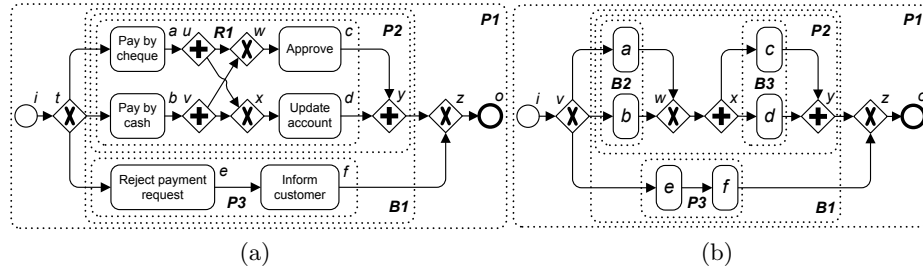 P1
a u R1 w c P2
Pay by cheque
Approve
i t o
b v x d y z
Pay by cash
Update account
Reject payment request
e
Inform customer
f
P3 B1
(a)
P1
a c P2
B2 B3
i v w x y z o
b d
e f
P3 B1
(b)